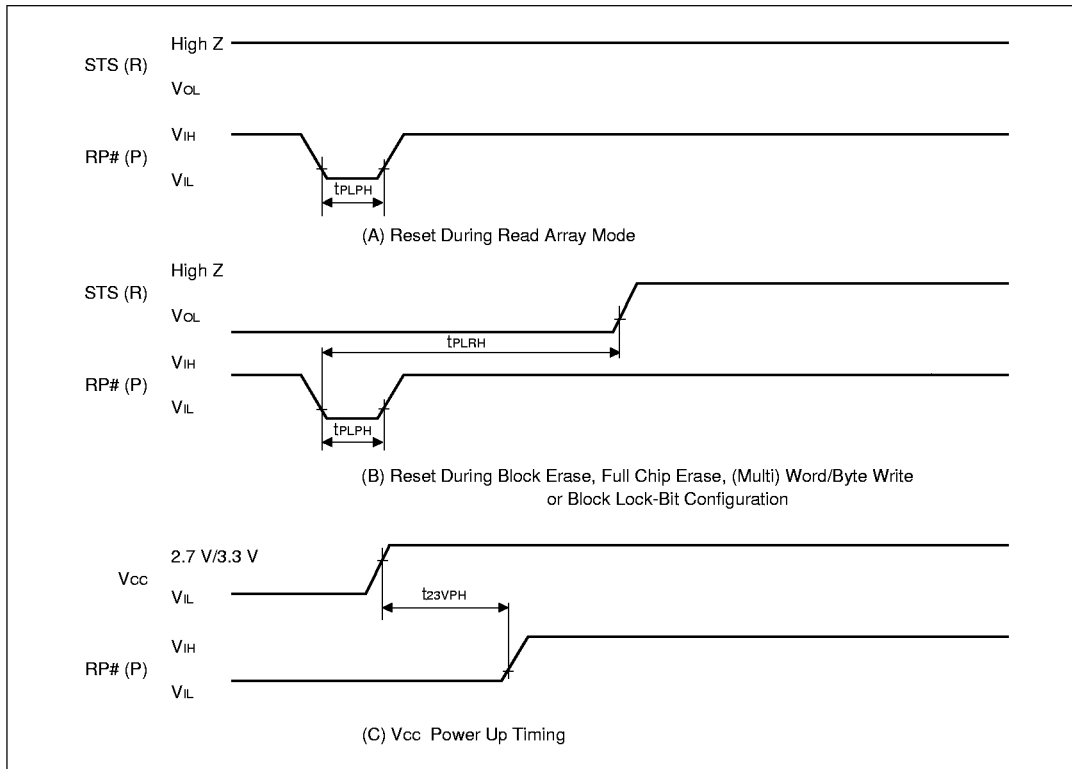 High Z
STS (R)
VOL
VIH
RP# (P)
VIL
tPLPH
(A) Reset During Read Array Mode
High Z
STS (R)
VOL
tPLRH
VIH
RP# (P)
VIL
tPLPH
(B) Reset During Block Erase, Full Chip Erase, (Multi) Word/Byte Write
or Block Lock-Bit Configuration
2.7 V/3.3 V
VCC
VIL
t23VPH
VIH
RP# (P)
VIL
(C) VCC Power Up Timing